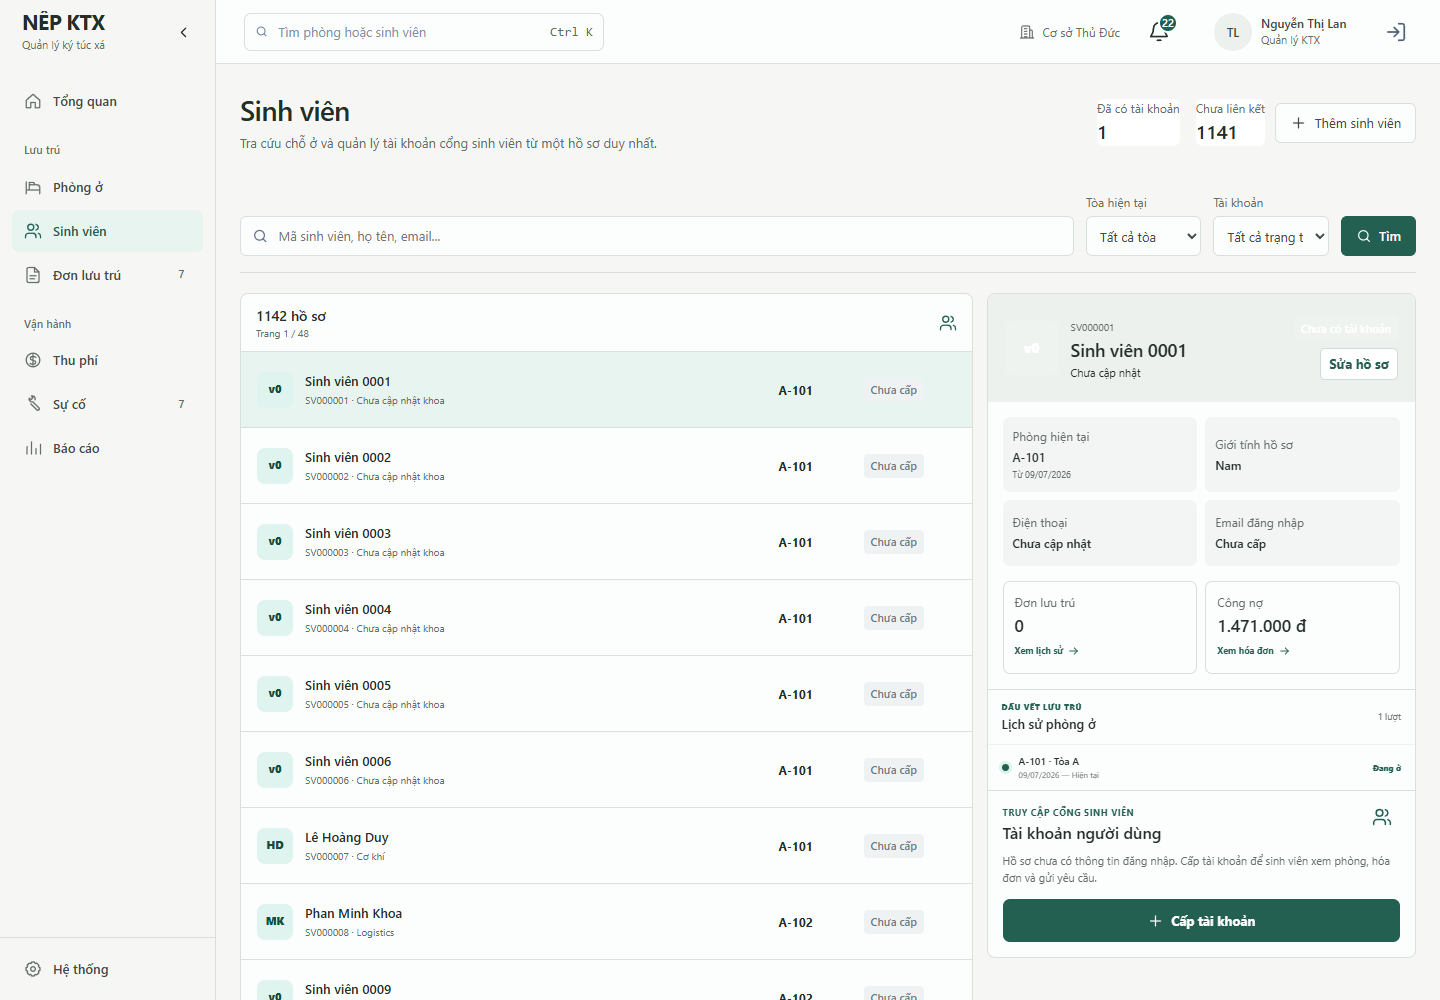 NẾP KTX
Quản lý ký túc xá
Tổng quan
Lưu trú
Phòng ở
Sinh viên
Đơn lưu trú 7
Vận hành
Thu phí
Sự cố 7
Báo cáo
Hệ thống
Tìm phòng hoặc sinh viên Ctrl K
Cơ sở Thủ Đức
22
TL
Nguyễn Thị Lan
Quản lý KTX
Sinh viên
Tra cứu chỗ ở và quản lý tài khoản cổng sinh viên từ một hồ sơ duy nhất.
Đã có tài khoản
1
Chưa liên kết
1141
Thêm sinh viên
Mã sinh viên, họ tên, email...
Tòa hiện tại
Tất cả tòa
Tài khoản
Tất cả trạng t
Tìm
1142 hồ sơ
Trang 1 / 48
v0
Sinh viên 0001
SV000001 · Chưa cập nhật khoa
A-101
Chưa cấp
v0
Sinh viên 0002
SV000002 · Chưa cập nhật khoa
A-101
Chưa cấp
v0
Sinh viên 0003
SV000003 · Chưa cập nhật khoa
A-101
Chưa cấp
v0
Sinh viên 0004
SV000004 · Chưa cập nhật khoa
A-101
Chưa cấp
v0
Sinh viên 0005
SV000005 · Chưa cập nhật khoa
A-101
Chưa cấp
v0
Sinh viên 0006
SV000006 · Chưa cập nhật khoa
A-101
Chưa cấp
HD
Lê Hoàng Duy
SV000007 · Cơ khí
A-101
Chưa cấp
MK
Phan Minh Khoa
SV000008 · Logistics
A-102
Chưa cấp
v0
Sinh viên 0009
A-102
Chưa cấp
v0
SV000001
Sinh viên 0001
Chưa cập nhật
Chưa có tài khoản
Sửa hồ sơ
Phòng hiện tại
A-101
Từ 09/07/2026
Giới tính hồ sơ
Nam
Điện thoại
Chưa cập nhật
Email đăng nhập
Chưa cấp
Đơn lưu trú
0
Xem lịch sử →
Công nợ
1.471.000 đ
Xem hóa đơn →
DẤU VẾT LƯU TRÚ
Lịch sử phòng ở
1 lượt
A-101 · Tòa A
09/07/2026 — Hiện tại
Đang ở
TRUY CẬP CỔNG SINH VIÊN
Tài khoản người dùng
Hồ sơ chưa có thông tin đăng nhập. Cấp tài khoản để sinh viên xem phòng, hóa
đơn và gửi yêu cầu.
Cấp tài khoản